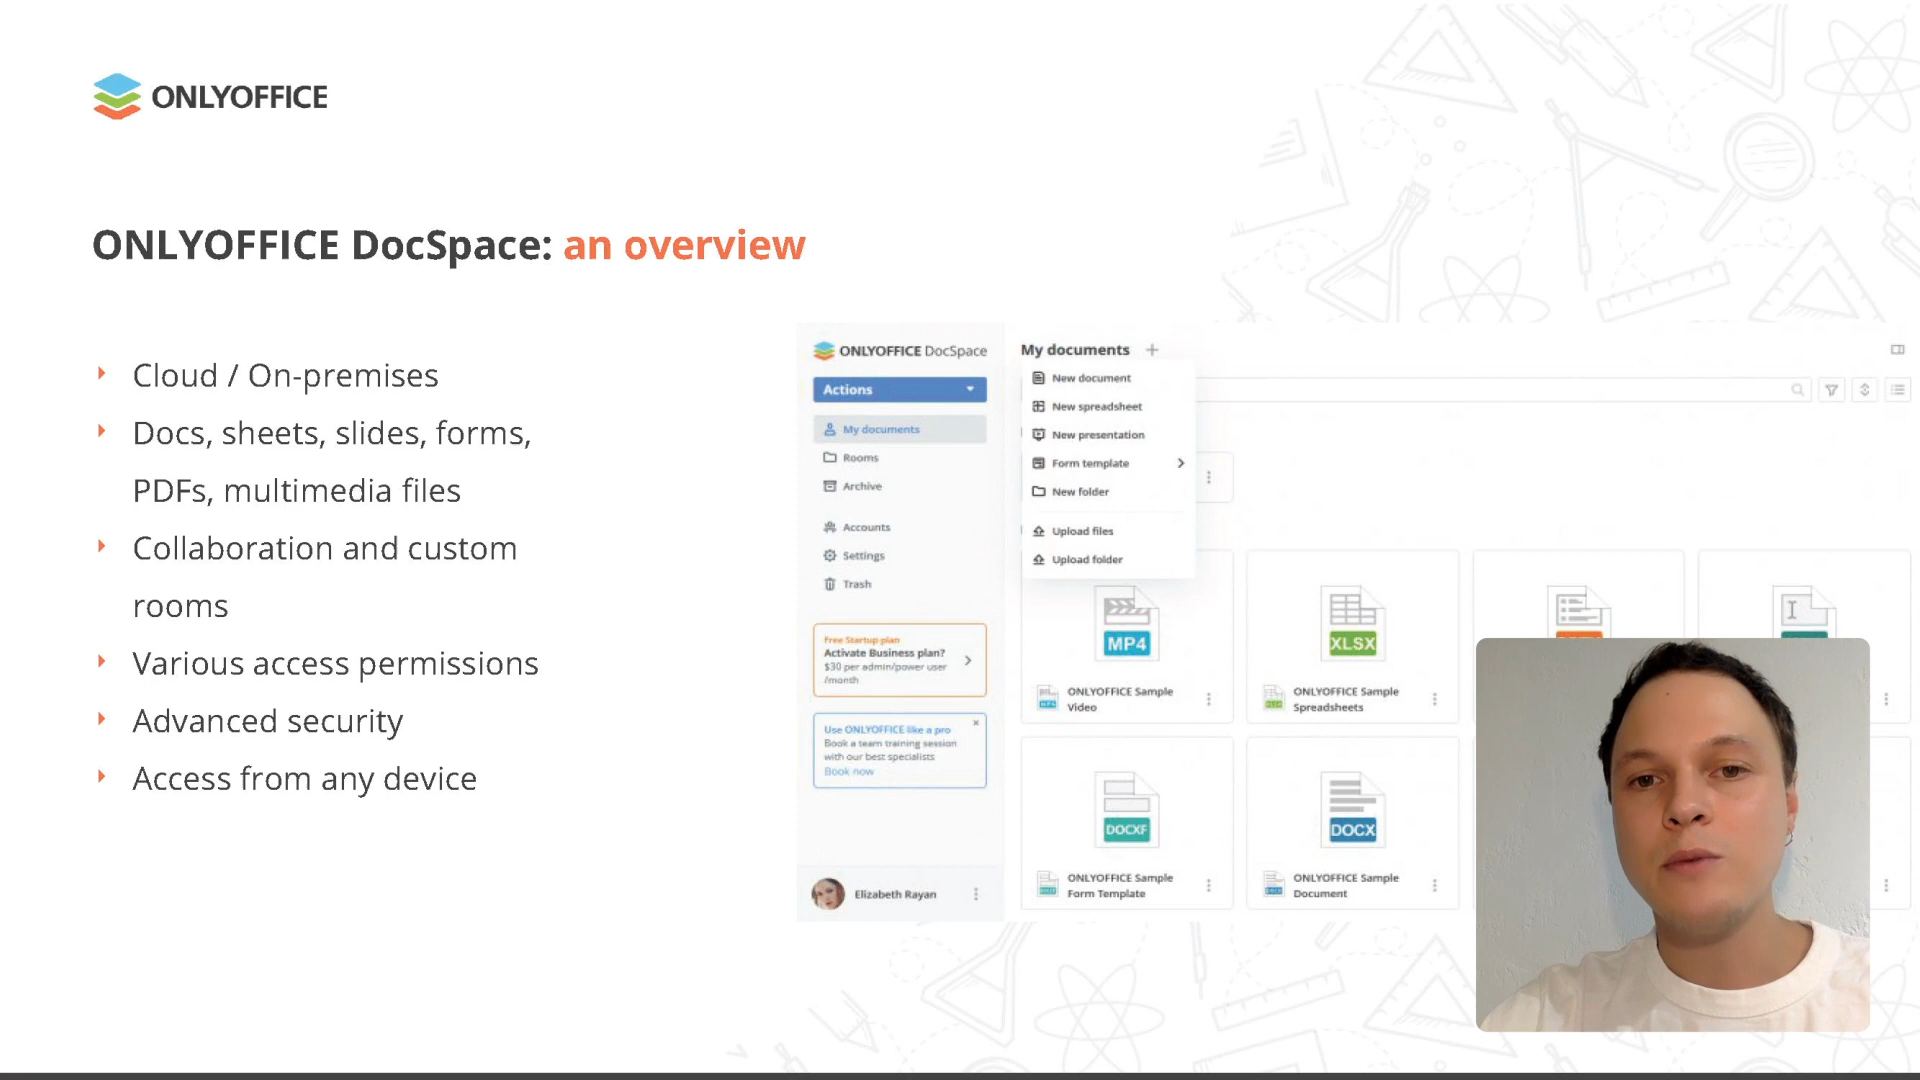 ONLYOFFICE
ONLYOFFICE DocSpace: an overview
Cloud / On-premises
Docs, sheets, slides, forms,
PDFs, multimedia files
Collaboration and custom
rooms
Various access permissions
Advanced security
Access from any device
ONLYOFFICE DocSpace
Actions
My documents
Rooms
Archive
Accounts
Settings
Trash
Free Startup plan
Activate Business plan?
$30 per admin/power user
/month
Use ONLYOFFICE like a pro
Book a team training session
with our best specialists
Book now
Elizabeth Rayan
My documents
New document
New spreadsheet
New presentation
Form template
New folder
Upload files
Upload folder
MP4
ONLYOFFICE Sample
Video
XLSX
ONLYOFFICE Sample
Spreadsheets
DOCXF
ONLYOFFICE Sample
Form Template
DOCX
ONLYOFFICE Sample
Document